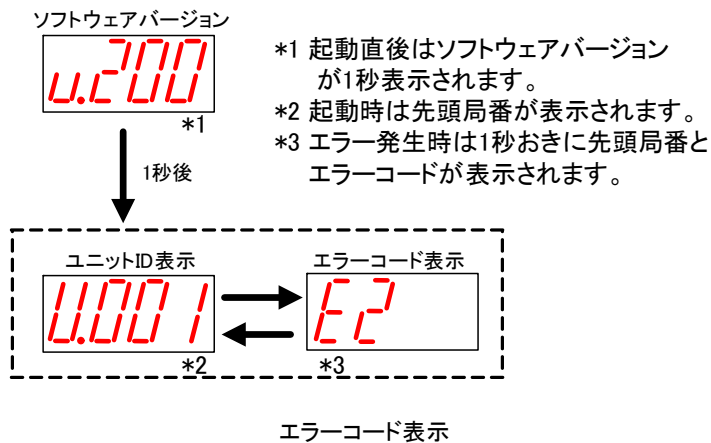 ソフトウェアバージョン
u.c200
*1
*1 起動直後はソフトウェアバージョン
が1秒表示されます。
*2 起動時は先頭局番が表示されます。
*3 エラー発生時は1秒おきに先頭局番と
エラーコードが表示されます。
1秒後
ユニットID表示
U.001
*2
エラーコード表示
E2
*3
エラーコード表示